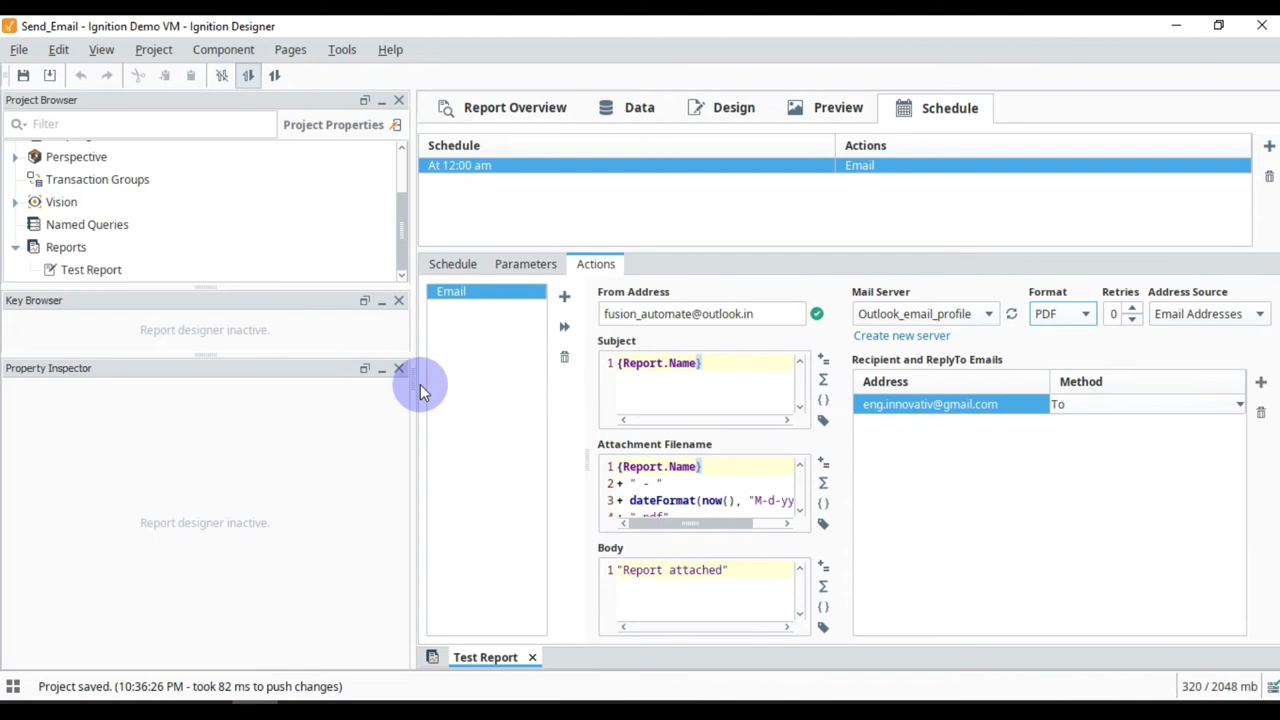 Send_Email - Ignition Demo VM - Ignition Designer
File Edit View Project Component Pages Tools Help
Project Browser
Filter
Project Properties
Perspective
Transaction Groups
Vision
Named Queries
Reports
Test Report
Key Browser
Report designer inactive.
Property Inspector
Report designer inactive.
Report Overview Data Design Preview Schedule
Schedule Actions
At 12:00 am Email
Schedule Parameters Actions
Email
From Address
fusion_automate@outlook.in
Subject
1 {Report.Name}
Attachment Filename
1 {Report.Name}
2 + " - "
3 + dateFormat(now(), "M-d-yy
Body
1 "Report attached"
Mail Server Format Retries Address Source
Outlook_email_profile PDF 0 Email Addresses
Create new server
Recipient and ReplyTo Emails
Address Method
eng.innovativ@gmail.com To
Test Report
Project saved. (10:36:26 PM - took 82 ms to push changes)
320 / 2048 mb